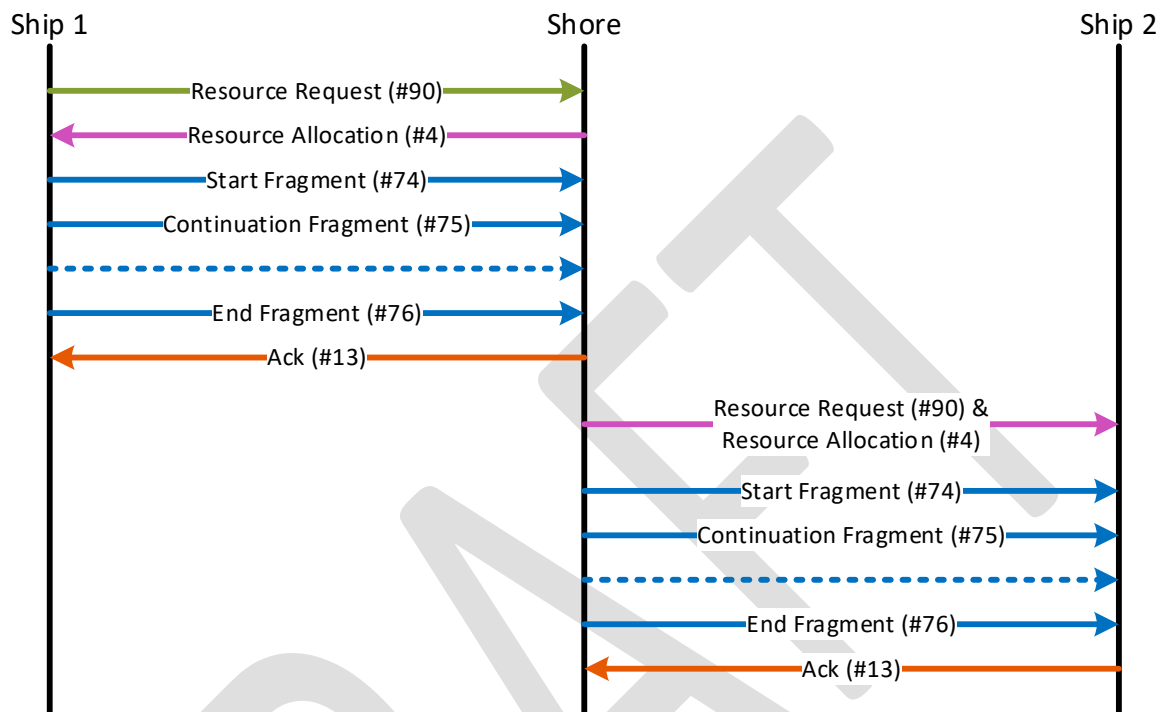 Ship 1 Shore Ship 2
Resource Request (#90)
Resource Allocation (#4)
Start Fragment (#74)
Continuation Fragment (#75)
End Fragment (#76)
Ack (#13)
Resource Request (#90) &
Resource Allocation (#4)
Start Fragment (#74)
Continuation Fragment (#75)
End Fragment (#76)
Ack (#13)
DRAFT